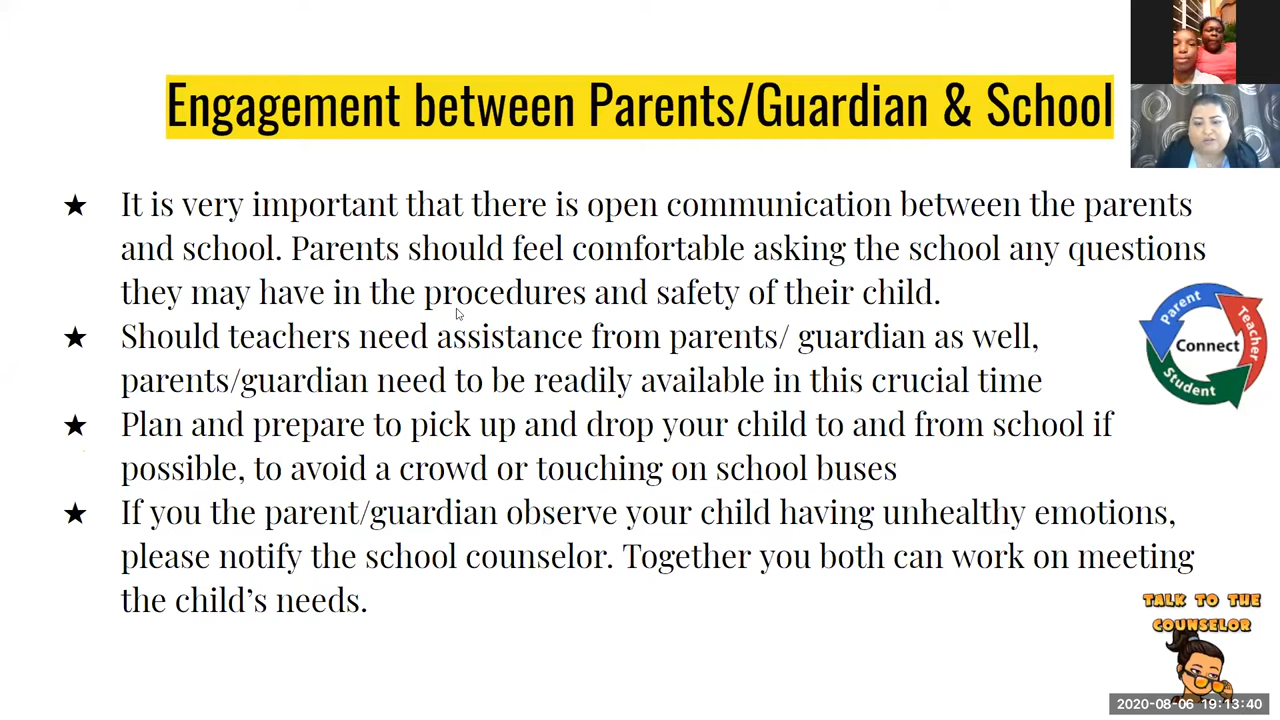 Engagement between Parents/Guardian & School
★ It is very important that there is open communication between the parents
and school. Parents should feel comfortable asking the school any questions
they may have in the procedures and safety of their child.
★ Should teachers need assistance from parents/ guardian as well,
parents/guardian need to be readily available in this crucial time
★ Plan and prepare to pick up and drop your child to and from school if
possible, to avoid a crowd or touching on school buses
★ If you the parent/guardian observe your child having unhealthy emotions,
please notify the school counselor. Together you both can work on meeting
the child’s needs.
Parent
Teacher
Connect
Student
TALK TO THE
COUNSELOR
2020-08-06 19:13:40